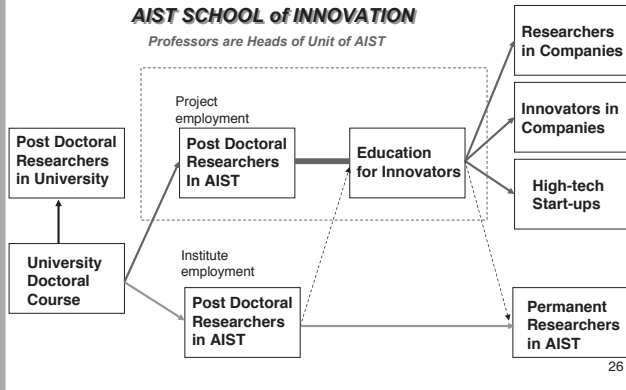 AIST SCHOOL of INNOVATION
Professors are Heads of Unit of AIST
Researchers
in Companies
Project
employment
Innovators in
Companies
Post Doctoral
Researchers
in University
Post Doctoral
Researchers
In AIST
Education
for Innovators
High-tech
Start-ups
University
Doctoral
Course
Institute
employment
Post Doctoral
Researchers
in AIST
Permanent
Researchers
in AIST
26